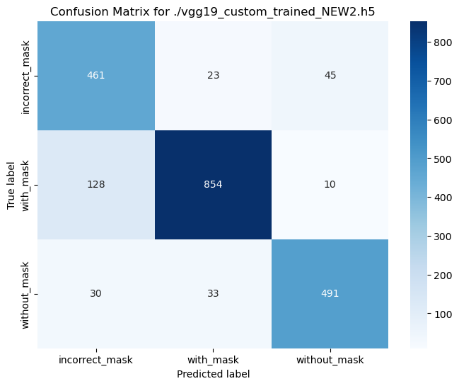 Confusion Matrix for ./vgg19_custom_trained_NEW2.h5
True label
incorrect_mask
with_mask
without_mask
461 23 45
128 854 10
30 33 491
incorrect_mask with_mask without_mask
Predicted label
800
700
600
500
400
300
200
100